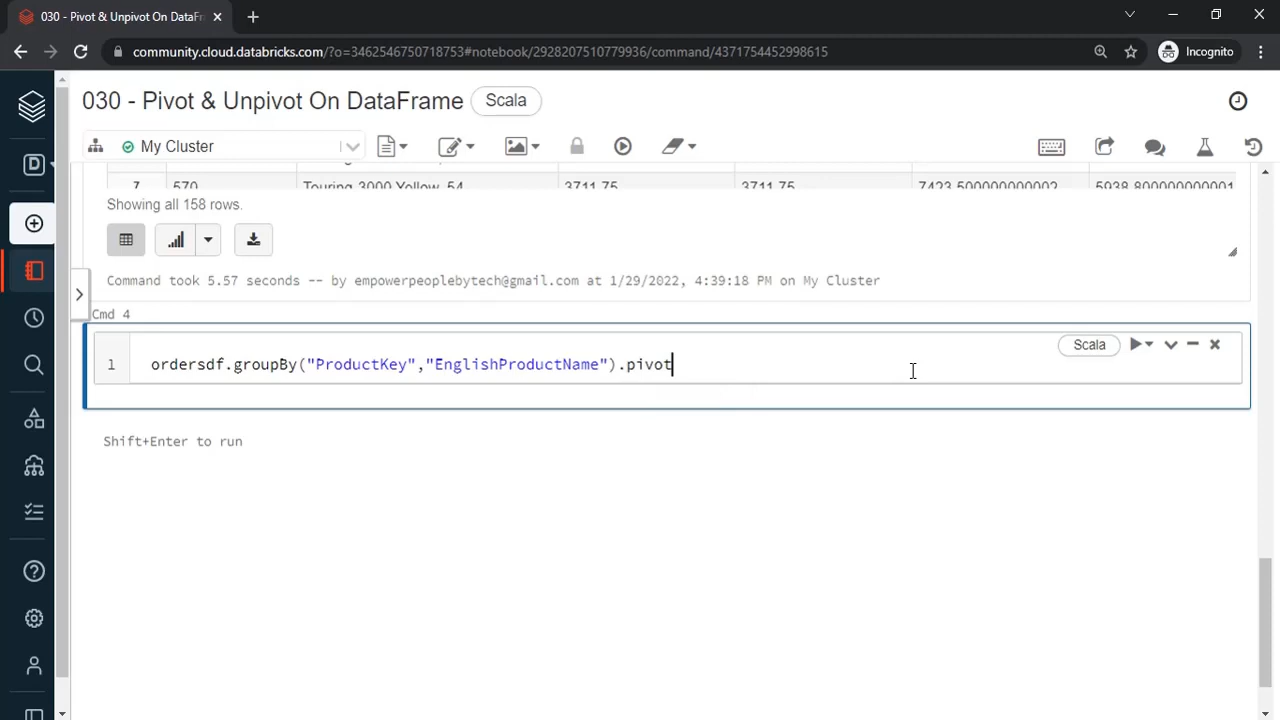 030 - Pivot & Unpivot On DataFr
community.cloud.databricks.com/?o=3462546750718753#notebook/2928207510779936/command/4371754452998615
Incognito
030 - Pivot & Unpivot On DataFrame Scala
D My Cluster
7 570 Touring-3000 Yellow, 54 3711.75 3711.75 7423.500000000002 5938.800000000001
Showing all 158 rows.
Command took 5.57 seconds -- by empowerpeoplebytech@gmail.com at 1/29/2022, 4:39:18 PM on My Cluster
Cmd 4
Scala
1 ordersdf.groupBy("ProductKey","EnglishProductName").pivot
Shift+Enter to run